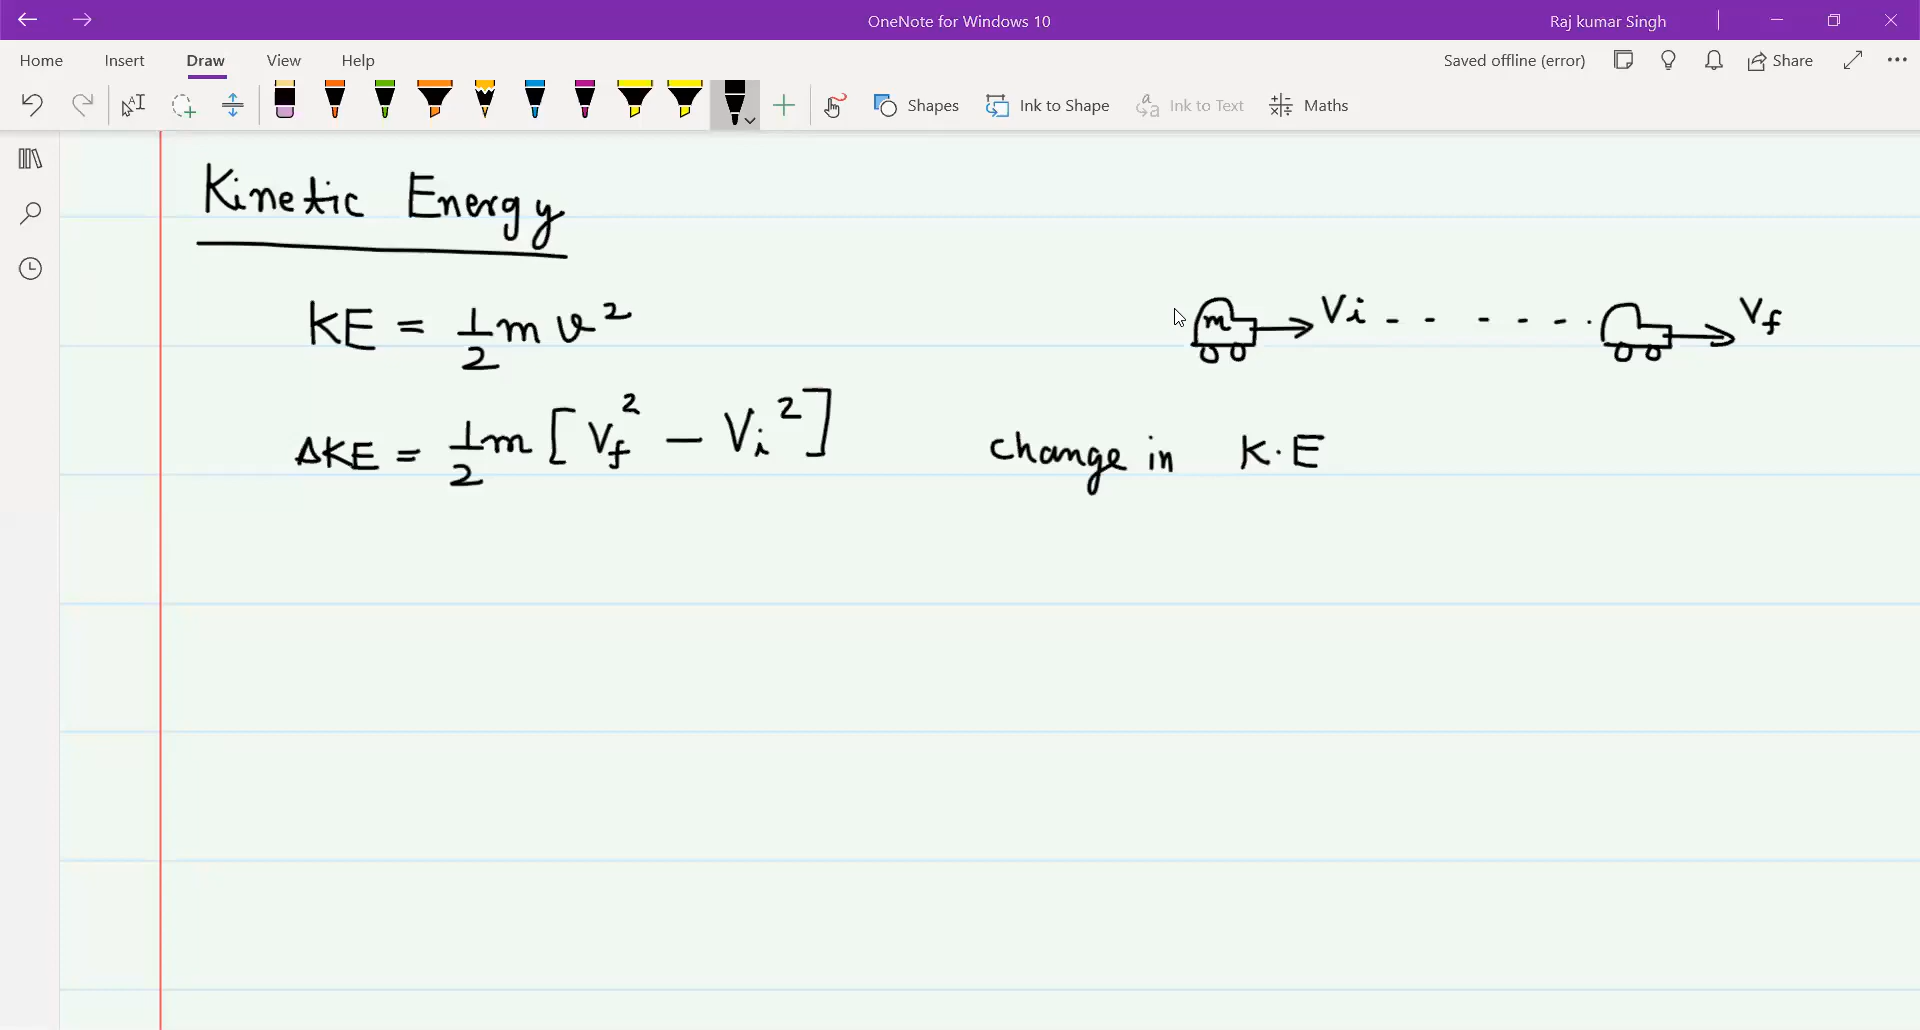 OneNote for Windows 10
Raj kumar Singh
Home Insert Draw View Help
Saved offline (error) Share
Shapes Ink to Shape Ink to Text Maths
Kinetic Energy
KE = 1/2 m v²
m Vi - - - - - . Vf
ΔKE = 1/2 m [Vf² - Vi²]
Change in K.E